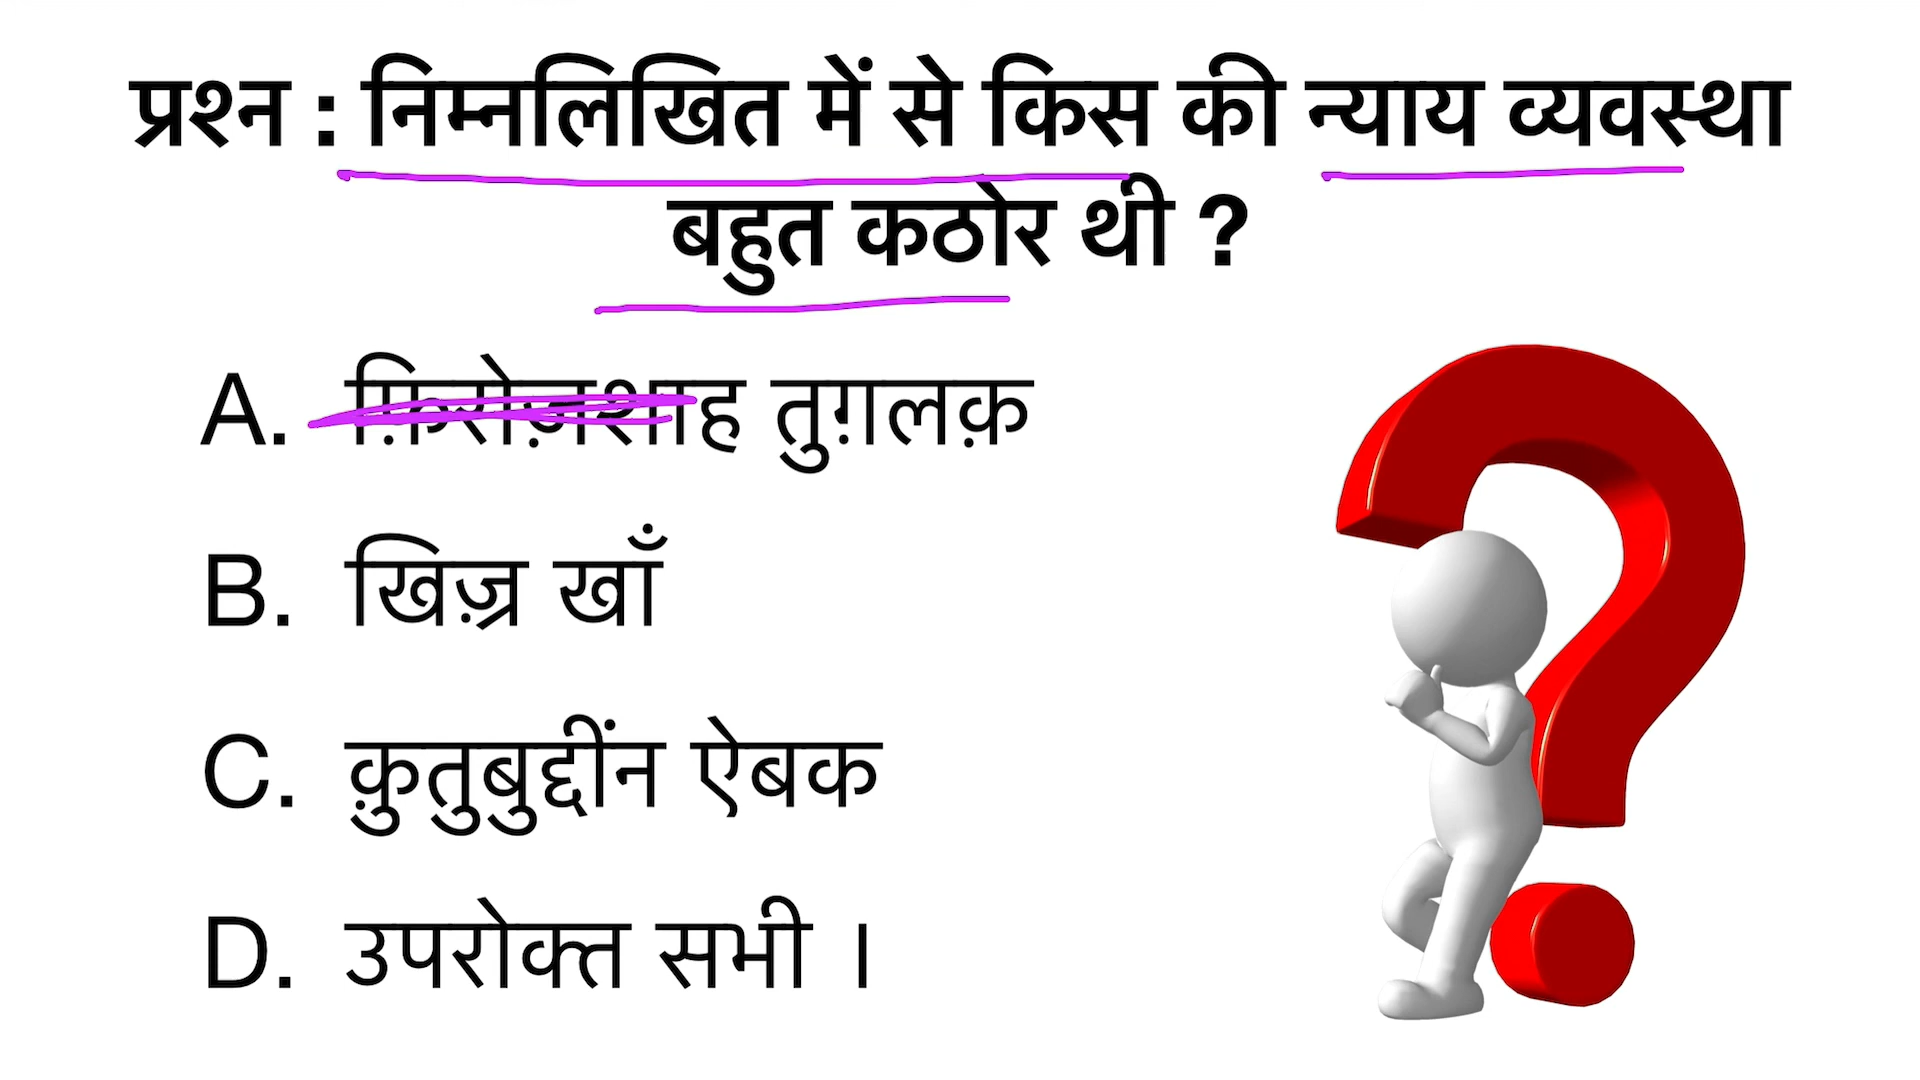 प्रश्न : निम्नलिखित में से किस की न्याय व्यवस्था
बहुत कठोर थी ?
A. फ़िरोज़शाह तुग़लक़
B. खिज़्र खाँ
C. क़ुतुबुद्दींन ऐबक
D. उपरोक्त सभी ।